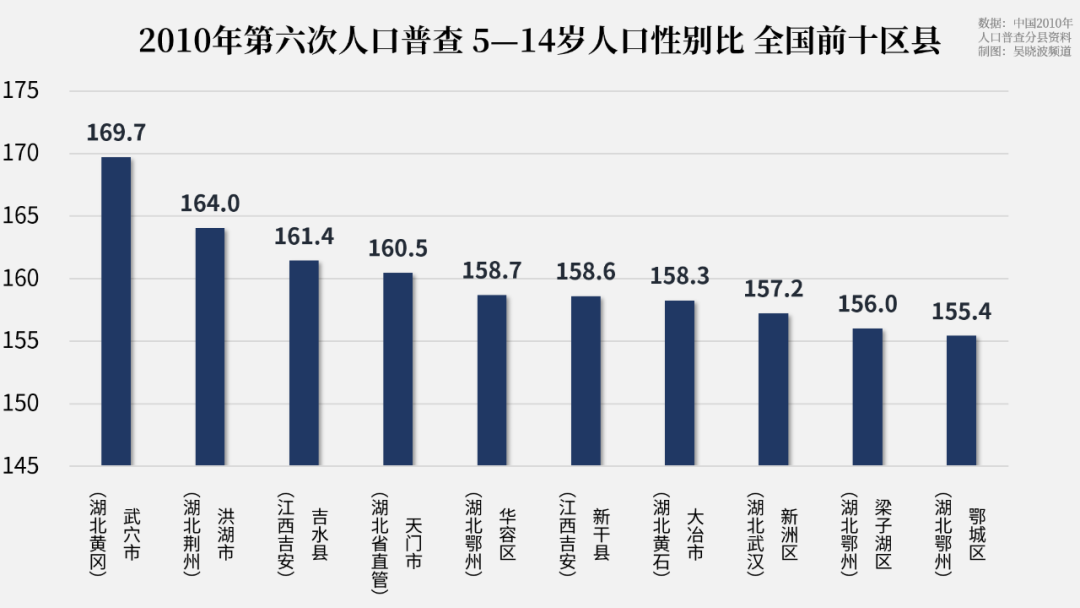 2010年第六次人口普查 5—14岁人口性别比 全国前十区县
数据：中国2010年
人口普查分县资料
制图：吴晓波频道
175
170
165
160
155
150
145
169.7
164.0
161.4
160.5
158.7
158.6
158.3
157.2
156.0
155.4
武穴市
（湖北黄冈）
洪湖市
（湖北荆州）
吉水县
（江西吉安）
天门市
（湖北省直管）
华容区
（湖北鄂州）
新干县
（江西吉安）
大冶市
（湖北黄石）
新洲区
（湖北武汉）
梁子湖区
（湖北鄂州）
鄂城区
（湖北鄂州）